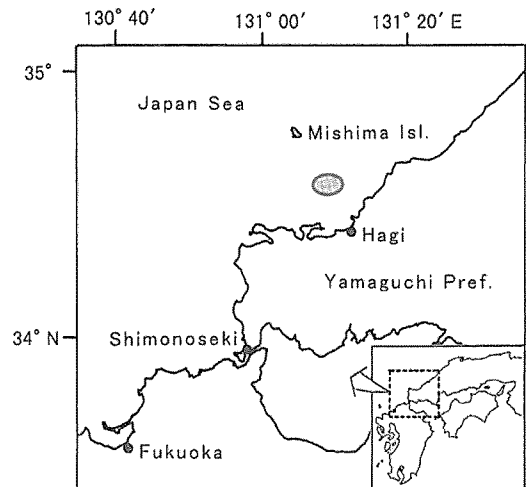 130° 40′ 131° 00′ 131° 20′ E
35°
Japan Sea
Mishima Isl.
Hagi
Yamaguchi Pref.
34° N
Shimonoseki
Fukuoka